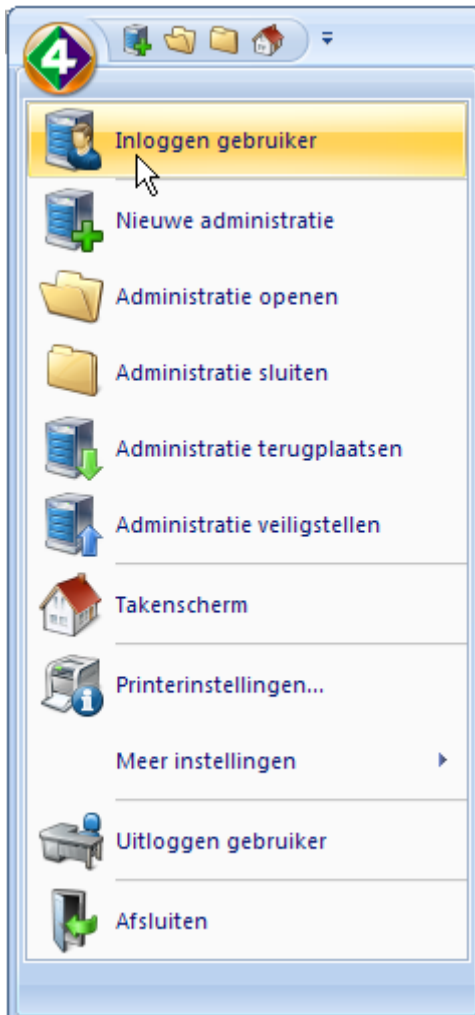 4
Inloggen gebruiker
Nieuwe administratie
Administratie openen
Administratie sluiten
Administratie terugplaatsen
Administratie veiligstellen
Takenscherm
Printerinstellingen...
Meer instellingen
Uitloggen gebruiker
Afsluiten